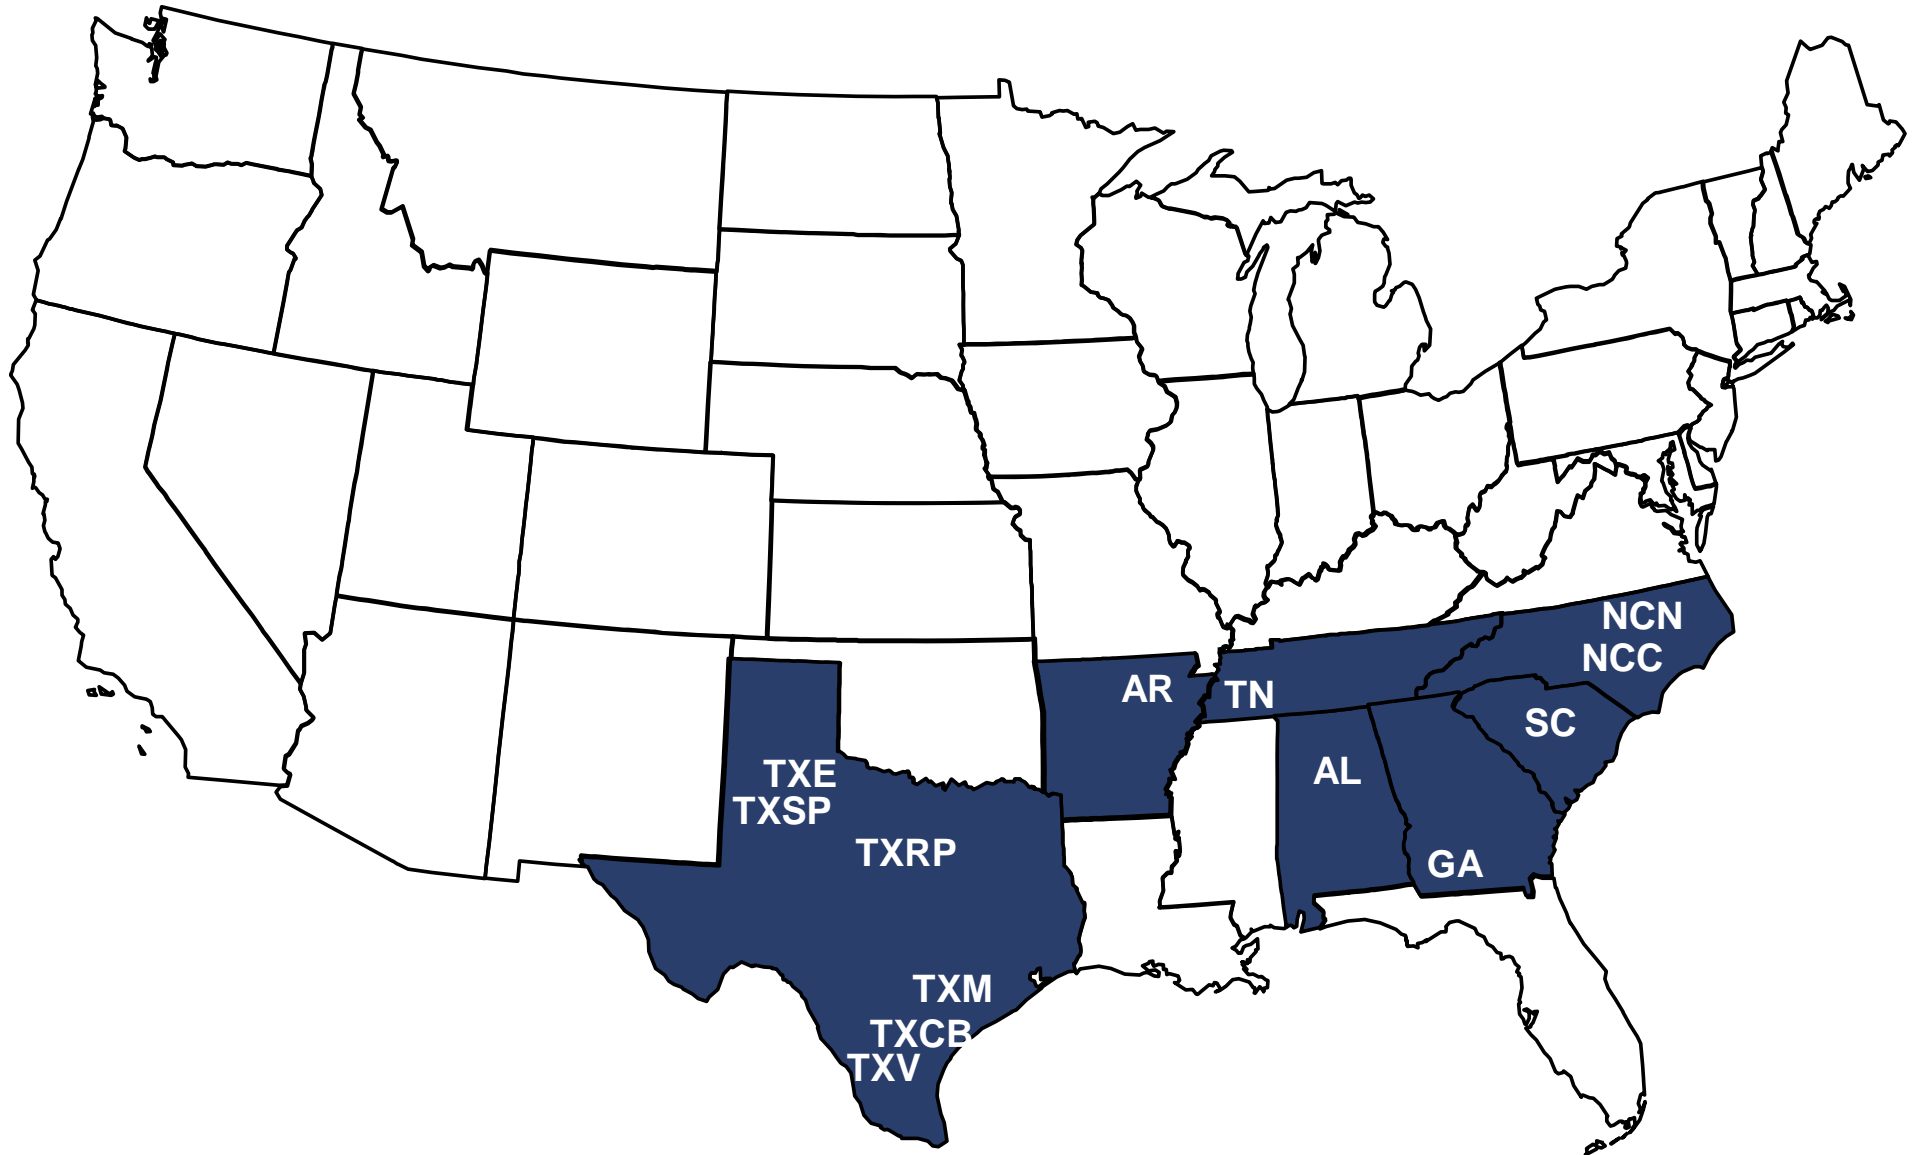 NCN
NCC
AR
TN
SC
TXE
AL
TXSP
TXRP
GA
TXM
TXCB
TXV